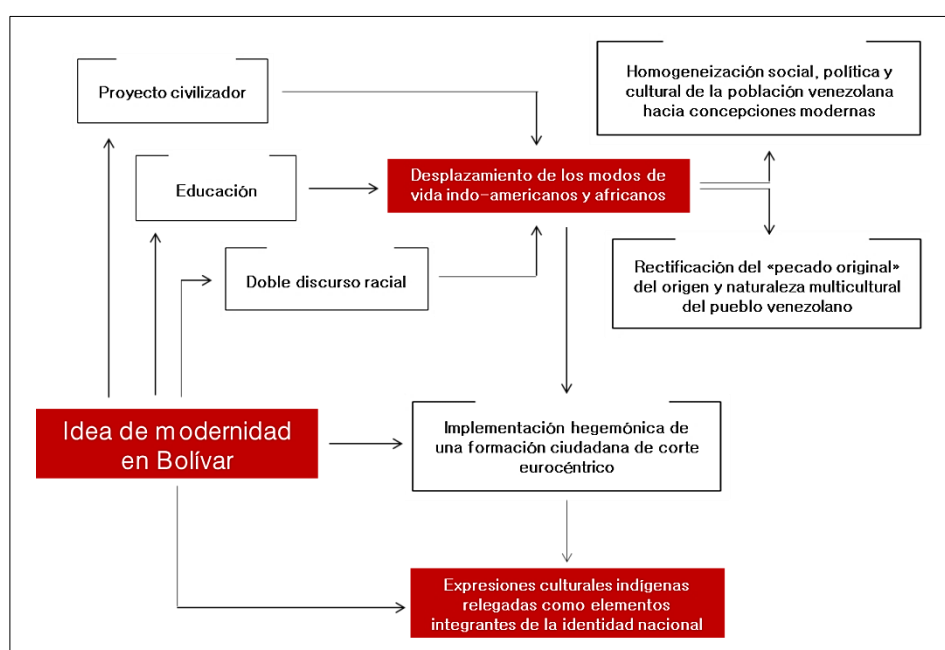 Proyecto civilizador
Homogeneización social, política y
cultural de la población venezolana
hacia concepciones modernas
Educación
Desplazamiento de los modos de
vida indo-americanos y africanos
Doble discurso racial
Rectificación del «pecado original»
del origen y naturaleza multicultural
del pueblo venezolano
Idea de modernidad
en Bolívar
Implementación hegemónica de
una formación ciudadana de corte
eurocéntrico
Expresiones culturales indígenas
relegadas como elementos
integrantes de la identidad nacional